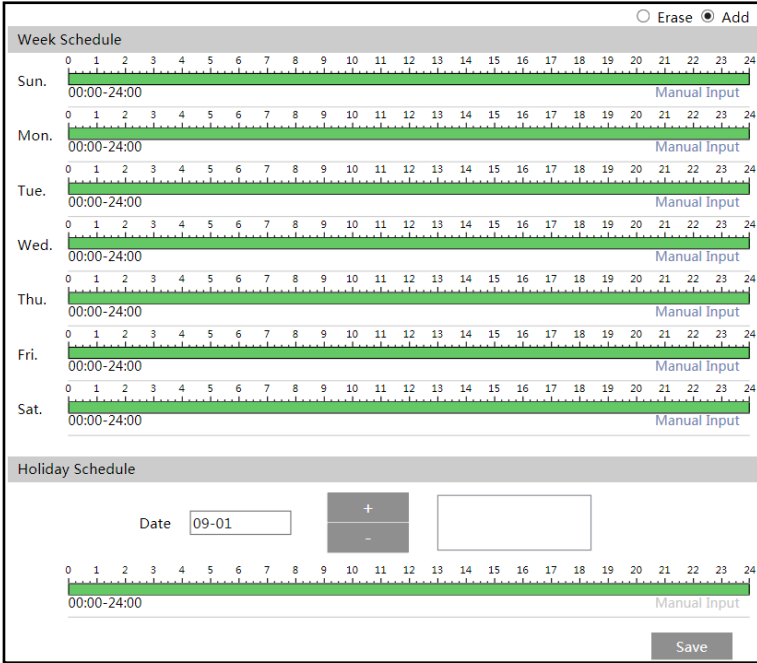 Erase Add
Week Schedule
0 1 2 3 4 5 6 7 8 9 10 11 12 13 14 15 16 17 18 19 20 21 22 23 24
Sun.
00:00-24:00 Manual Input
0 1 2 3 4 5 6 7 8 9 10 11 12 13 14 15 16 17 18 19 20 21 22 23 24
Mon.
00:00-24:00 Manual Input
0 1 2 3 4 5 6 7 8 9 10 11 12 13 14 15 16 17 18 19 20 21 22 23 24
Tue.
00:00-24:00 Manual Input
0 1 2 3 4 5 6 7 8 9 10 11 12 13 14 15 16 17 18 19 20 21 22 23 24
Wed.
00:00-24:00 Manual Input
0 1 2 3 4 5 6 7 8 9 10 11 12 13 14 15 16 17 18 19 20 21 22 23 24
Thu.
00:00-24:00 Manual Input
0 1 2 3 4 5 6 7 8 9 10 11 12 13 14 15 16 17 18 19 20 21 22 23 24
Fri.
00:00-24:00 Manual Input
0 1 2 3 4 5 6 7 8 9 10 11 12 13 14 15 16 17 18 19 20 21 22 23 24
Sat.
00:00-24:00 Manual Input
Holiday Schedule
+
Date 09-01
-
0 1 2 3 4 5 6 7 8 9 10 11 12 13 14 15 16 17 18 19 20 21 22 23 24
00:00-24:00 Manual Input
Save